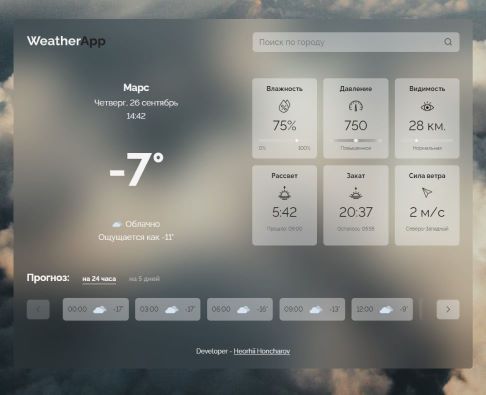 WeatherApp
Поиск по городу
Марс
Четверг, 26 сентябрь
14:42
-7°
Облачно
Ощущается как -11°
Влажность
75%
0% 100%
Давление
750
Повышенное
Видимость
28 км.
Нормальная
Рассвет
5:42
Прошло: 09:00
Закат
20:37
Осталось: 05:55
Сила ветра
2 м/с
Северо-Западный
Прогноз:
на 24 часа
на 5 дней
00:00 -17°
03:00 -17°
06:00 -16°
09:00 -13°
12:00 -9°
Developer - Heorhii Honcharov